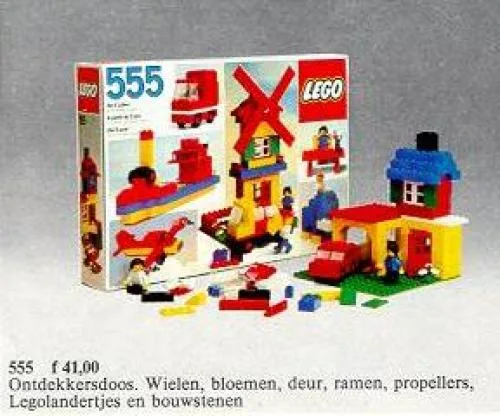 LEGO
555
LEGO
555 f 41,00
Ontdekkersdoos. Wielen, bloemen, deur, ramen, propellers,
Legolandertjes en bouwstenen